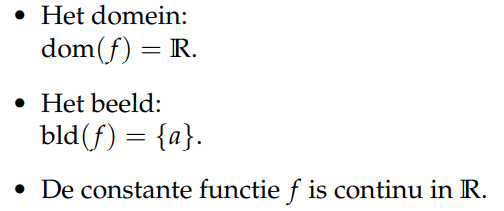 • Het domein:
dom(f) = ℝ.
• Het beeld:
bld(f) = {a}.
• De constante functie f is continu in ℝ.